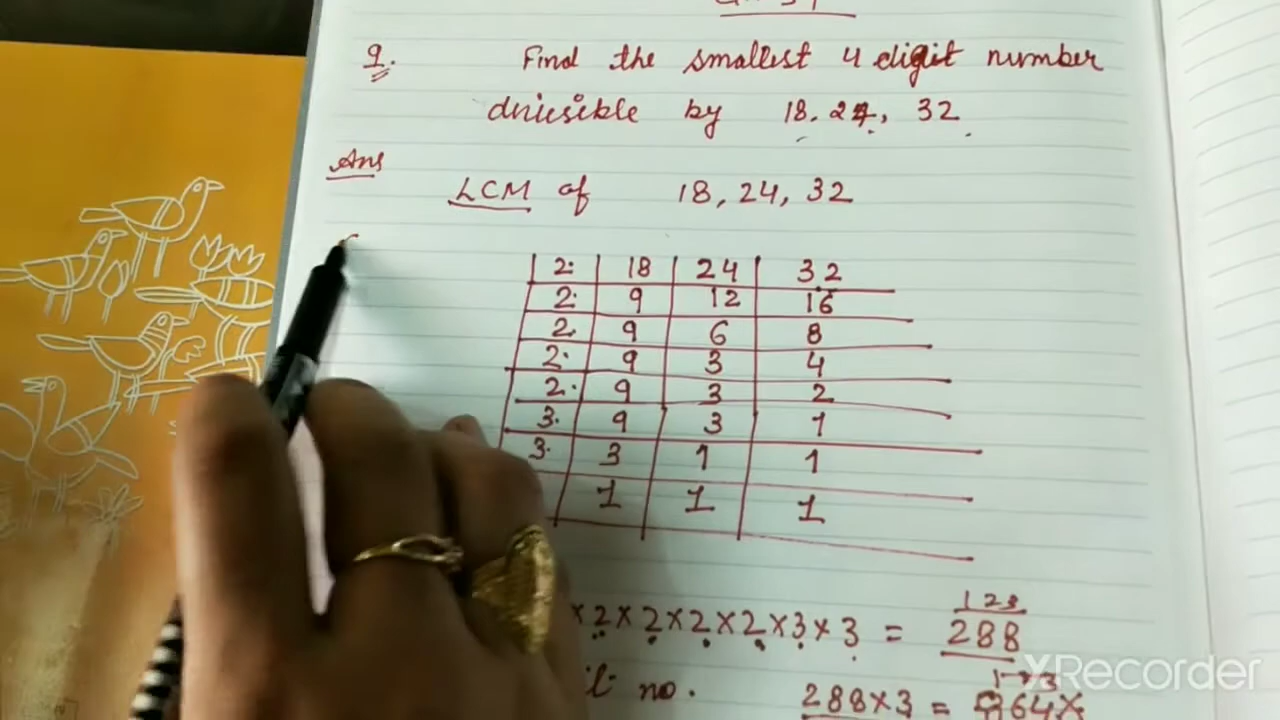 9. Find the smallest 4 digit number
divisible by 18, 24, 32
Ans
LCM of 18, 24, 32
2 18 24 32
2 9 12 16
2 9 6 8
2 9 3 4
2 9 3 2
3 9 3 1
3 3 1 1
1 1 1
×2×2×2×2×3×3 = 288
123
no. 288×3 = 864×
XRecorder